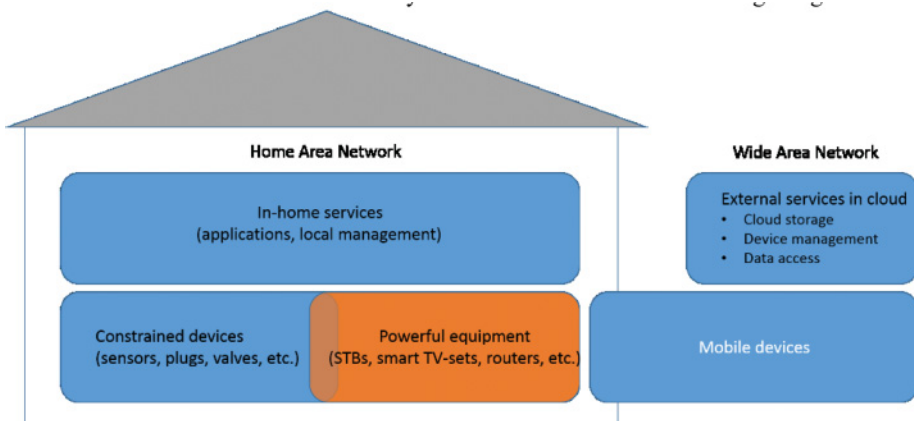 Home Area Network
Wide Area Network
In-home services
(applications, local management)
External services in cloud
• Cloud storage
• Device management
• Data access
Constrained devices
(sensors, plugs, valves, etc.)
Powerful equipment
(STBs, smart TV-sets, routers, etc.)
Mobile devices